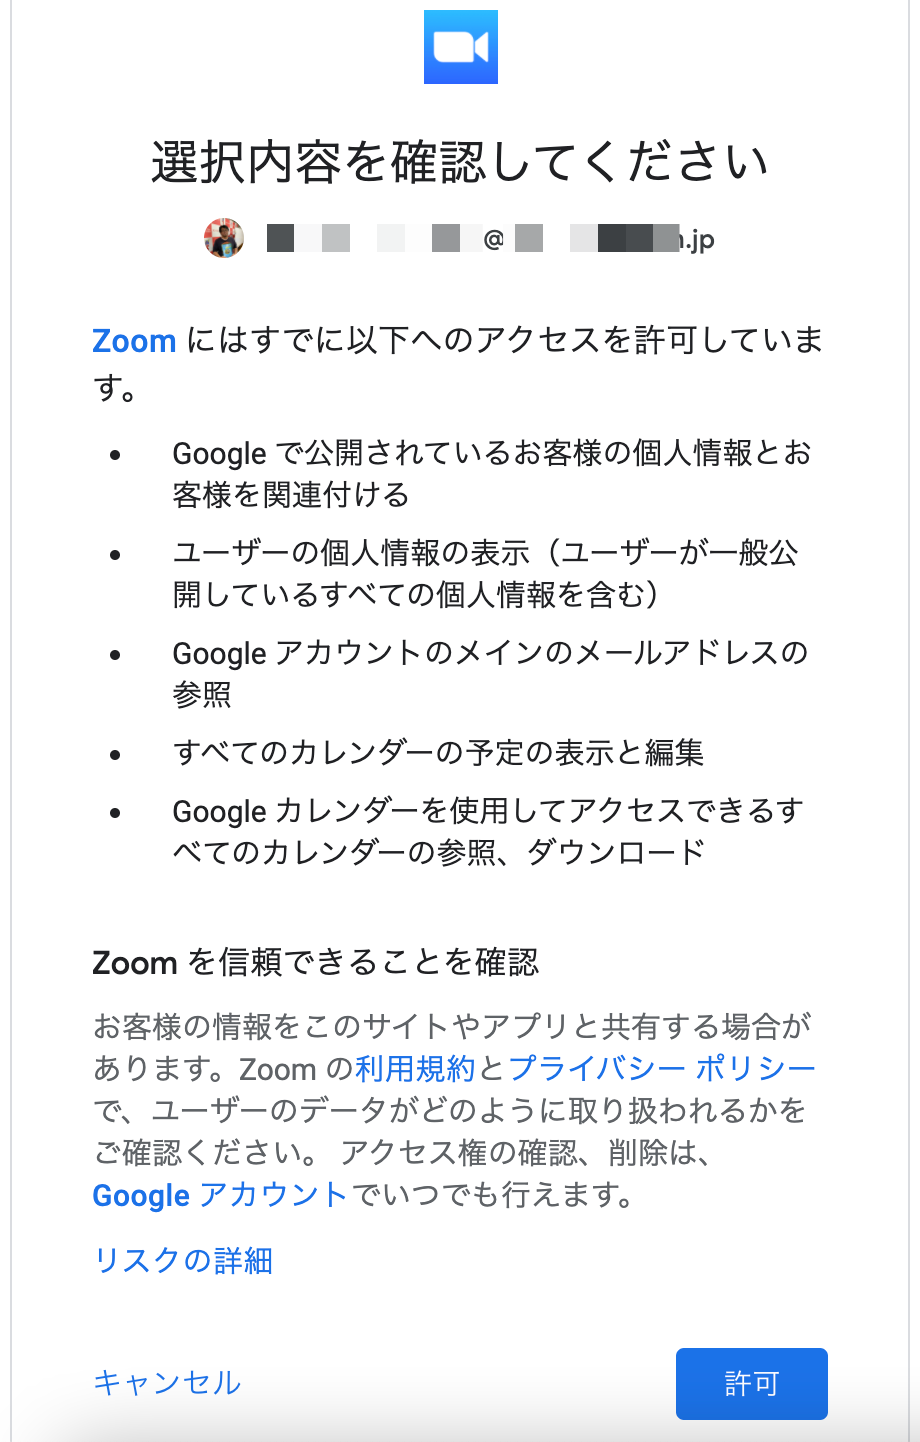 選択内容を確認してください
@ .jp
Zoom にはすでに以下へのアクセスを許可していま
す。
• Google で公開されているお客様の個人情報とお
客様を関連付ける
• ユーザーの個人情報の表示（ユーザーが一般公
開しているすべての個人情報を含む）
• Google アカウントのメインのメールアドレスの
参照
• すべてのカレンダーの予定の表示と編集
• Google カレンダーを使用してアクセスできるす
べてのカレンダーの参照、ダウンロード
Zoom を信頼できることを確認
お客様の情報をこのサイトやアプリと共有する場合が
あります。Zoom の利用規約とプライバシー ポリシー
で、ユーザーのデータがどのように取り扱われるかを
ご確認ください。 アクセス権の確認、削除は、
Google アカウントでいつでも行えます。
リスクの詳細
キャンセル
許可